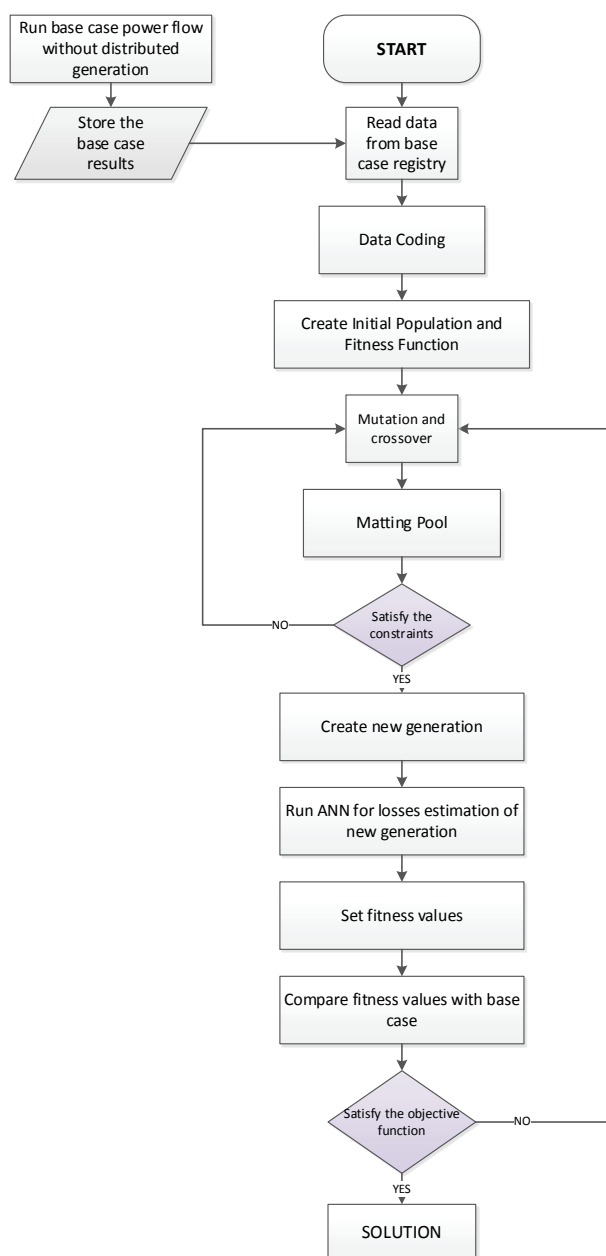 Run base case power flow
without distributed
generation
START
Store the
base case
results
Read data
from base
case registry
Data Coding
Create Initial Population and
Fitness Function
Mutation and
crossover
Matting Pool
Satisfy the
constraints
NO
YES
Create new generation
Run ANN for losses estimation of
new generation
Set fitness values
Compare fitness values with base
case
Satisfy the objective
function
NO
YES
SOLUTION